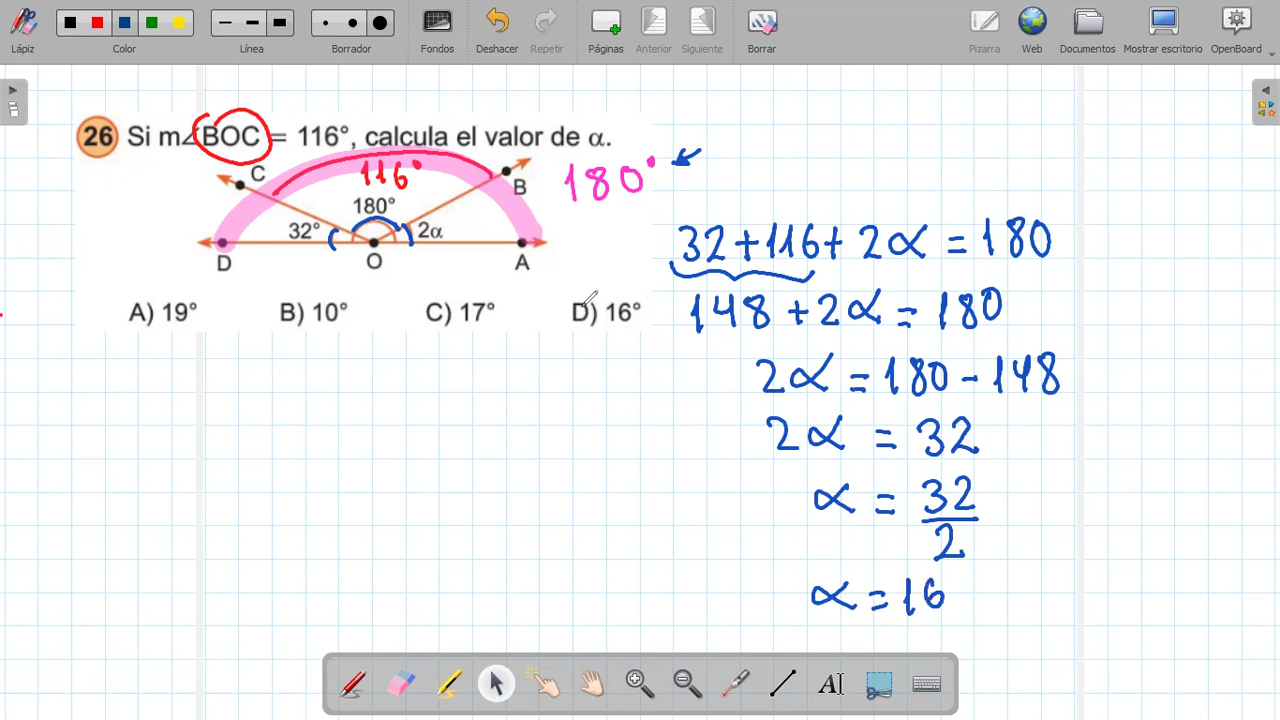 Lápiz Color Línea Borrador Fondos Deshacer Repetir Páginas Anterior Siguiente Borrar Pizarra Web Documentos Mostrar escritorio OpenBoard
26 Si m∠BOC = 116°, calcula el valor de α.
C 116° B 180°
180°
32° 2α
D O A
A) 19° B) 10° C) 17° D) 16°
32+116+2α=180
148+2α=180
2α=180-148
2α = 32
α = 32/2
α=16